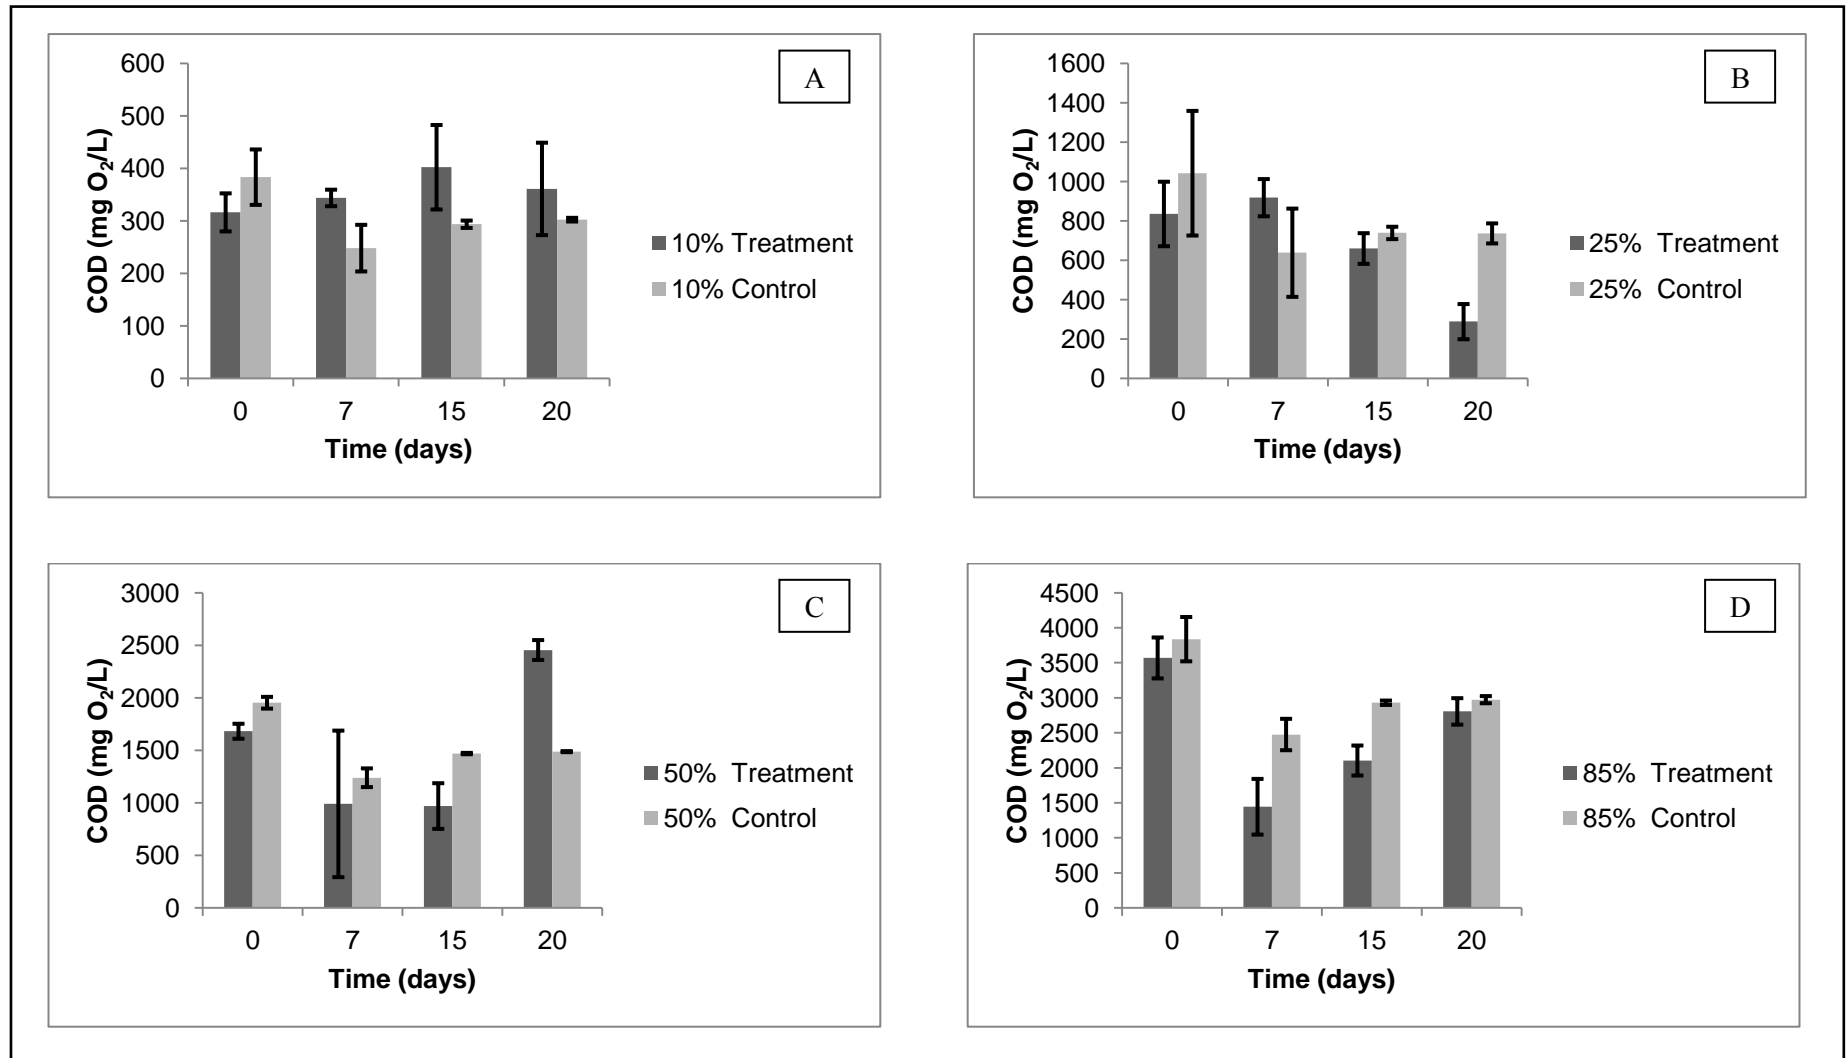 A
600
500
400
300
200
100
0
COD (mg O₂/L)
0 7 15 20
Time (days)
10% Treatment
10% Control
B
1600
1400
1200
1000
800
600
400
200
0
COD (mg O₂/L)
0 7 15 20
Time (days)
25% Treatment
25% Control
C
3000
2500
2000
1500
1000
500
0
COD (mg O₂/L)
0 7 15 20
Time (days)
50% Treatment
50% Control
D
4500
4000
3500
3000
2500
2000
1500
1000
500
0
COD (mg O₂/L)
0 7 15 20
Time (days)
85% Treatment
85% Control